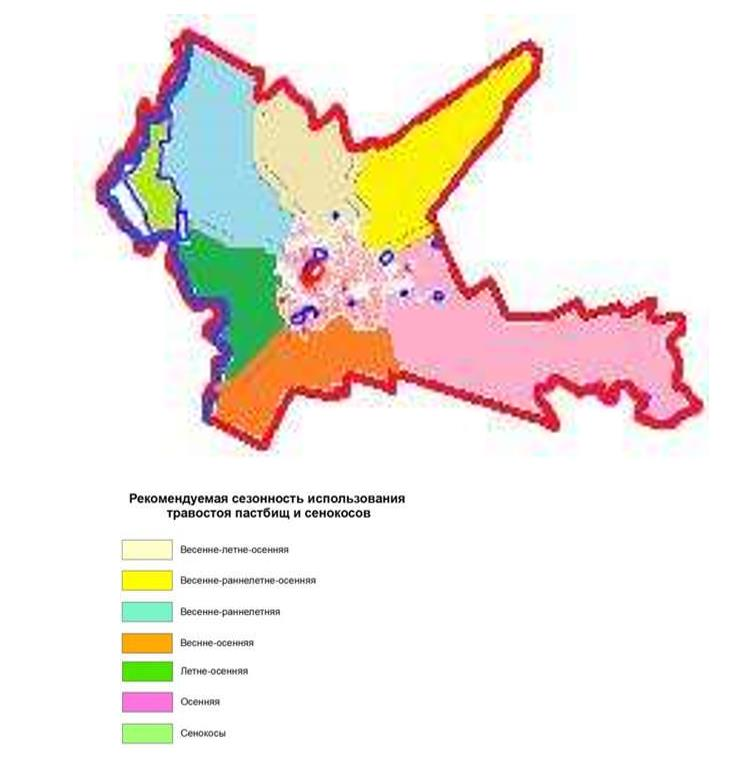 Рекомендуемая сезонность использования
травостоя пастбищ и сенокосов
Весенне-летне-осенняя
Весенне-раннелетне-осенняя
Весенне-раннелетняя
Веснне-осенняя
Летне-осенняя
Осенняя
Сенокосы